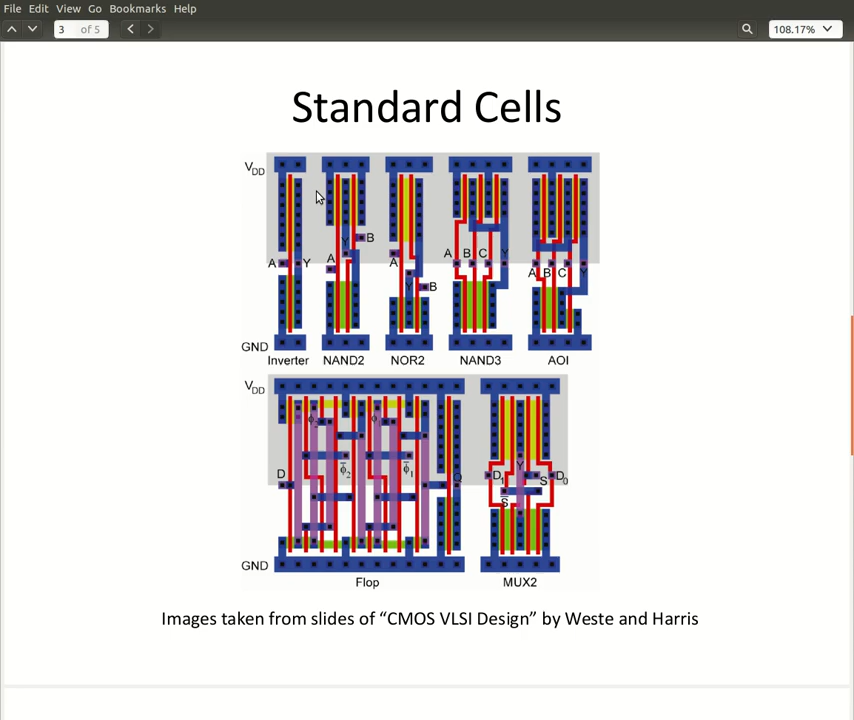 File Edit View Go Bookmarks Help
3 of 5 108.17%
Standard Cells
VDD
B
Y
A Y A A B C Y
A Y B A B C Y
GND
Inverter NAND2 NOR2 NAND3 AOI
VDD
ϕ̅2 ϕ̅1
D Q Y D1 S D0
S̅
GND
Flop MUX2
Images taken from slides of “CMOS VLSI Design” by Weste and Harris